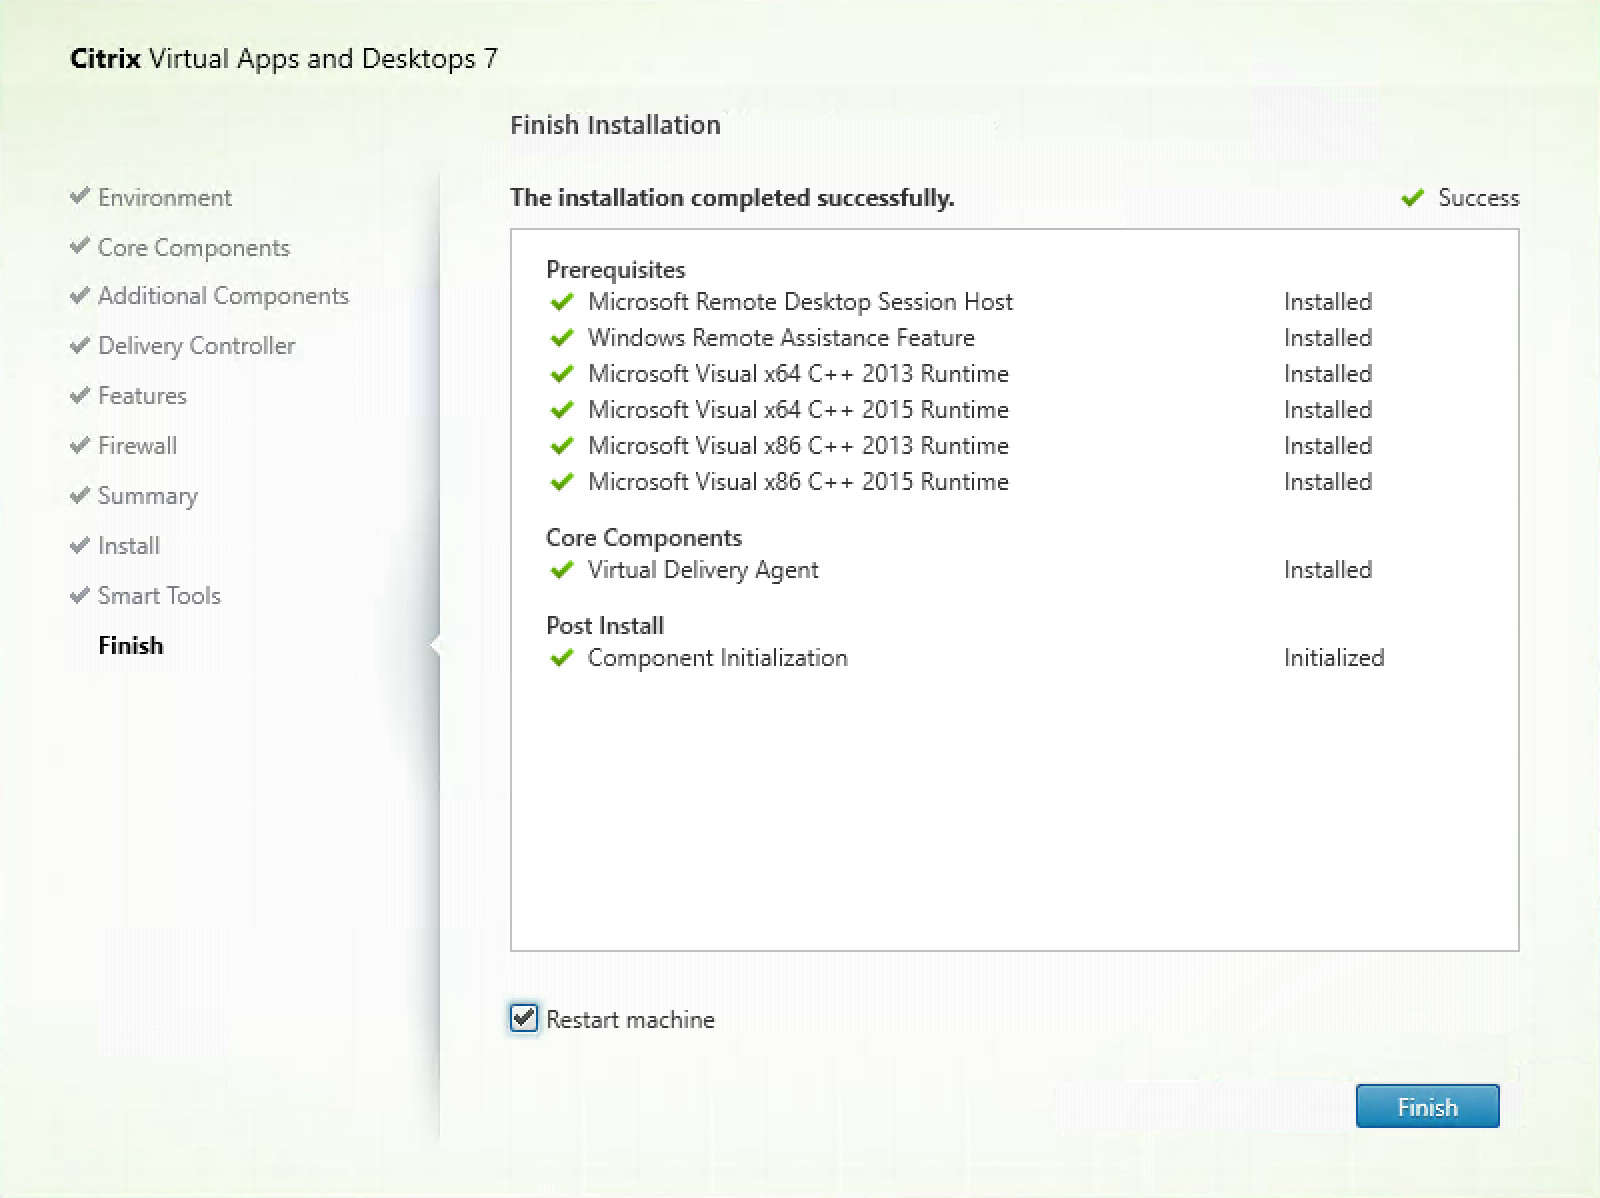 Citrix Virtual Apps and Desktops 7
Finish Installation
Environment
Core Components
Additional Components
Delivery Controller
Features
Firewall
Summary
Install
Smart Tools
Finish
The installation completed successfully.
Success
Prerequisites
Microsoft Remote Desktop Session Host Installed
Windows Remote Assistance Feature Installed
Microsoft Visual x64 C++ 2013 Runtime Installed
Microsoft Visual x64 C++ 2015 Runtime Installed
Microsoft Visual x86 C++ 2013 Runtime Installed
Microsoft Visual x86 C++ 2015 Runtime Installed
Core Components
Virtual Delivery Agent Installed
Post Install
Component Initialization Initialized
Restart machine
Finish